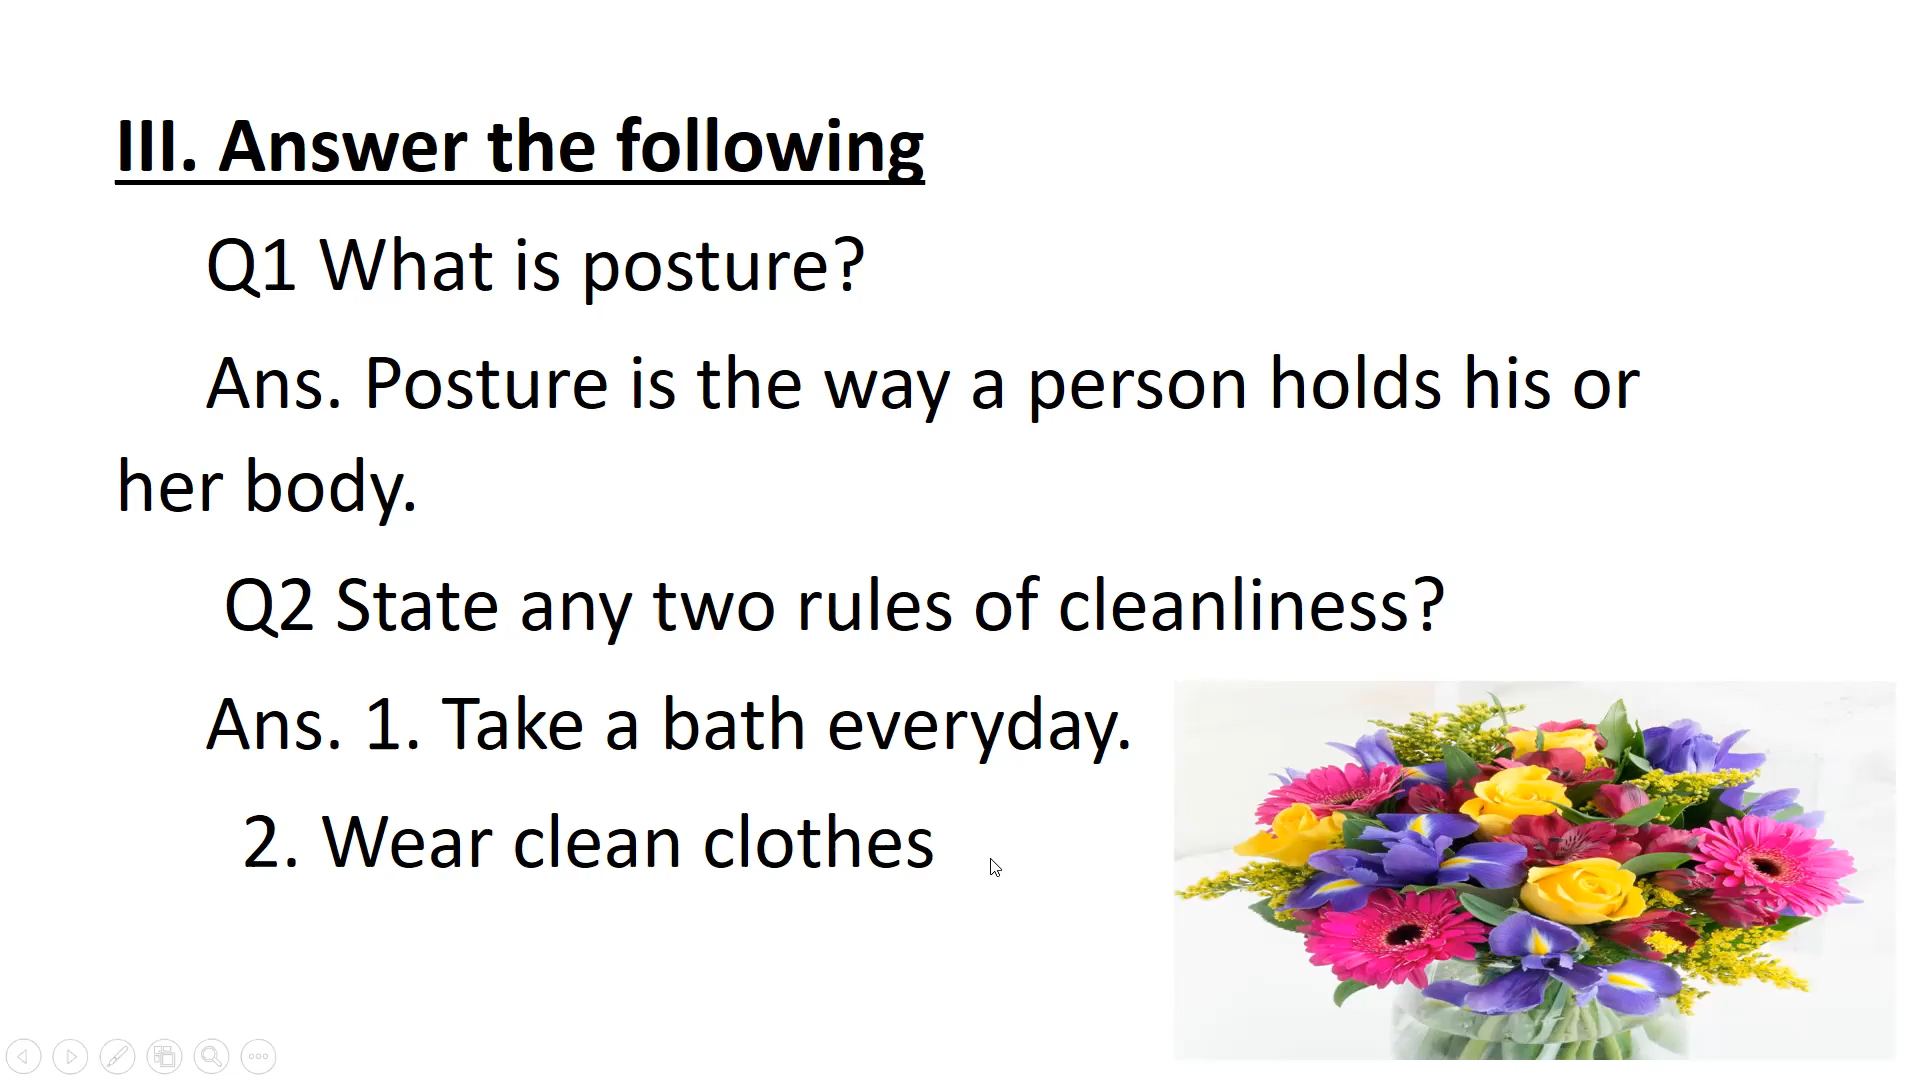 III. Answer the following
Q1 What is posture?
Ans. Posture is the way a person holds his or
her body.
Q2 State any two rules of cleanliness?
Ans. 1. Take a bath everyday.
2. Wear clean clothes